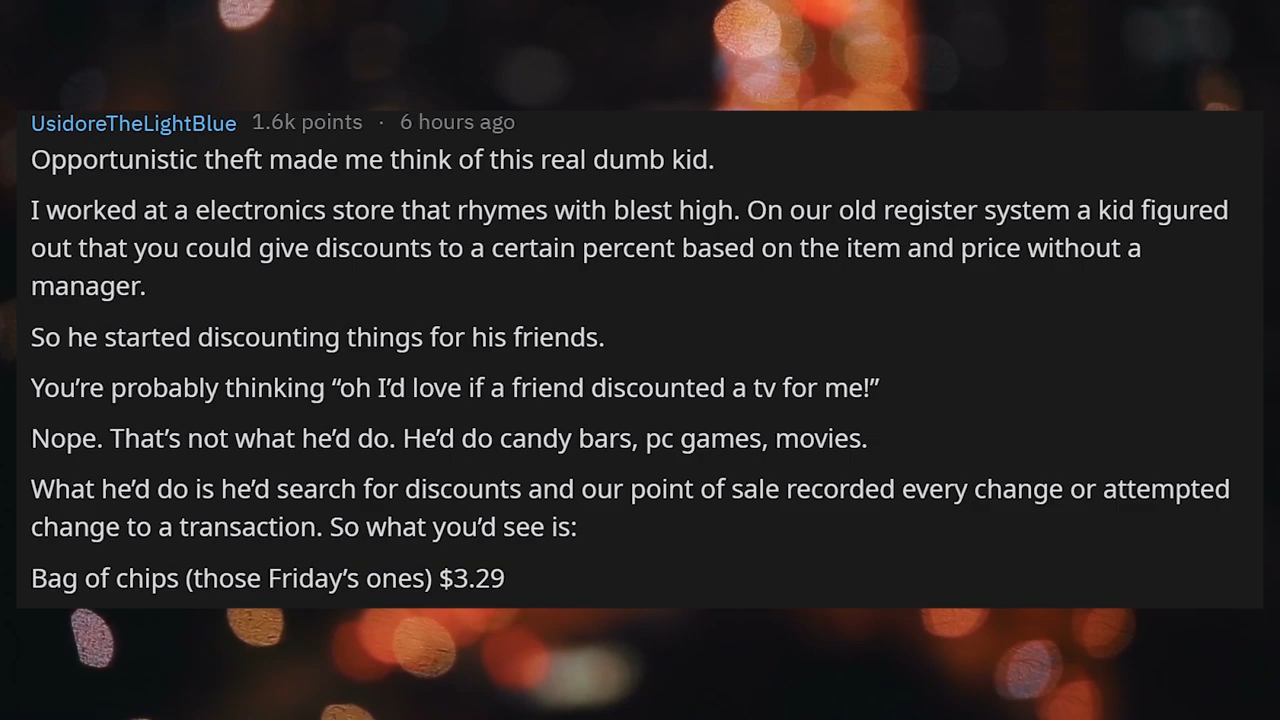 UsidoreTheLightBlue 1.6k points · 6 hours ago
Opportunistic theft made me think of this real dumb kid.
I worked at a electronics store that rhymes with blest high. On our old register system a kid figured
out that you could give discounts to a certain percent based on the item and price without a
manager.
So he started discounting things for his friends.
You’re probably thinking “oh I’d love if a friend discounted a tv for me!”
Nope. That’s not what he’d do. He’d do candy bars, pc games, movies.
What he’d do is he’d search for discounts and our point of sale recorded every change or attempted
change to a transaction. So what you’d see is:
Bag of chips (those Friday’s ones) $3.29